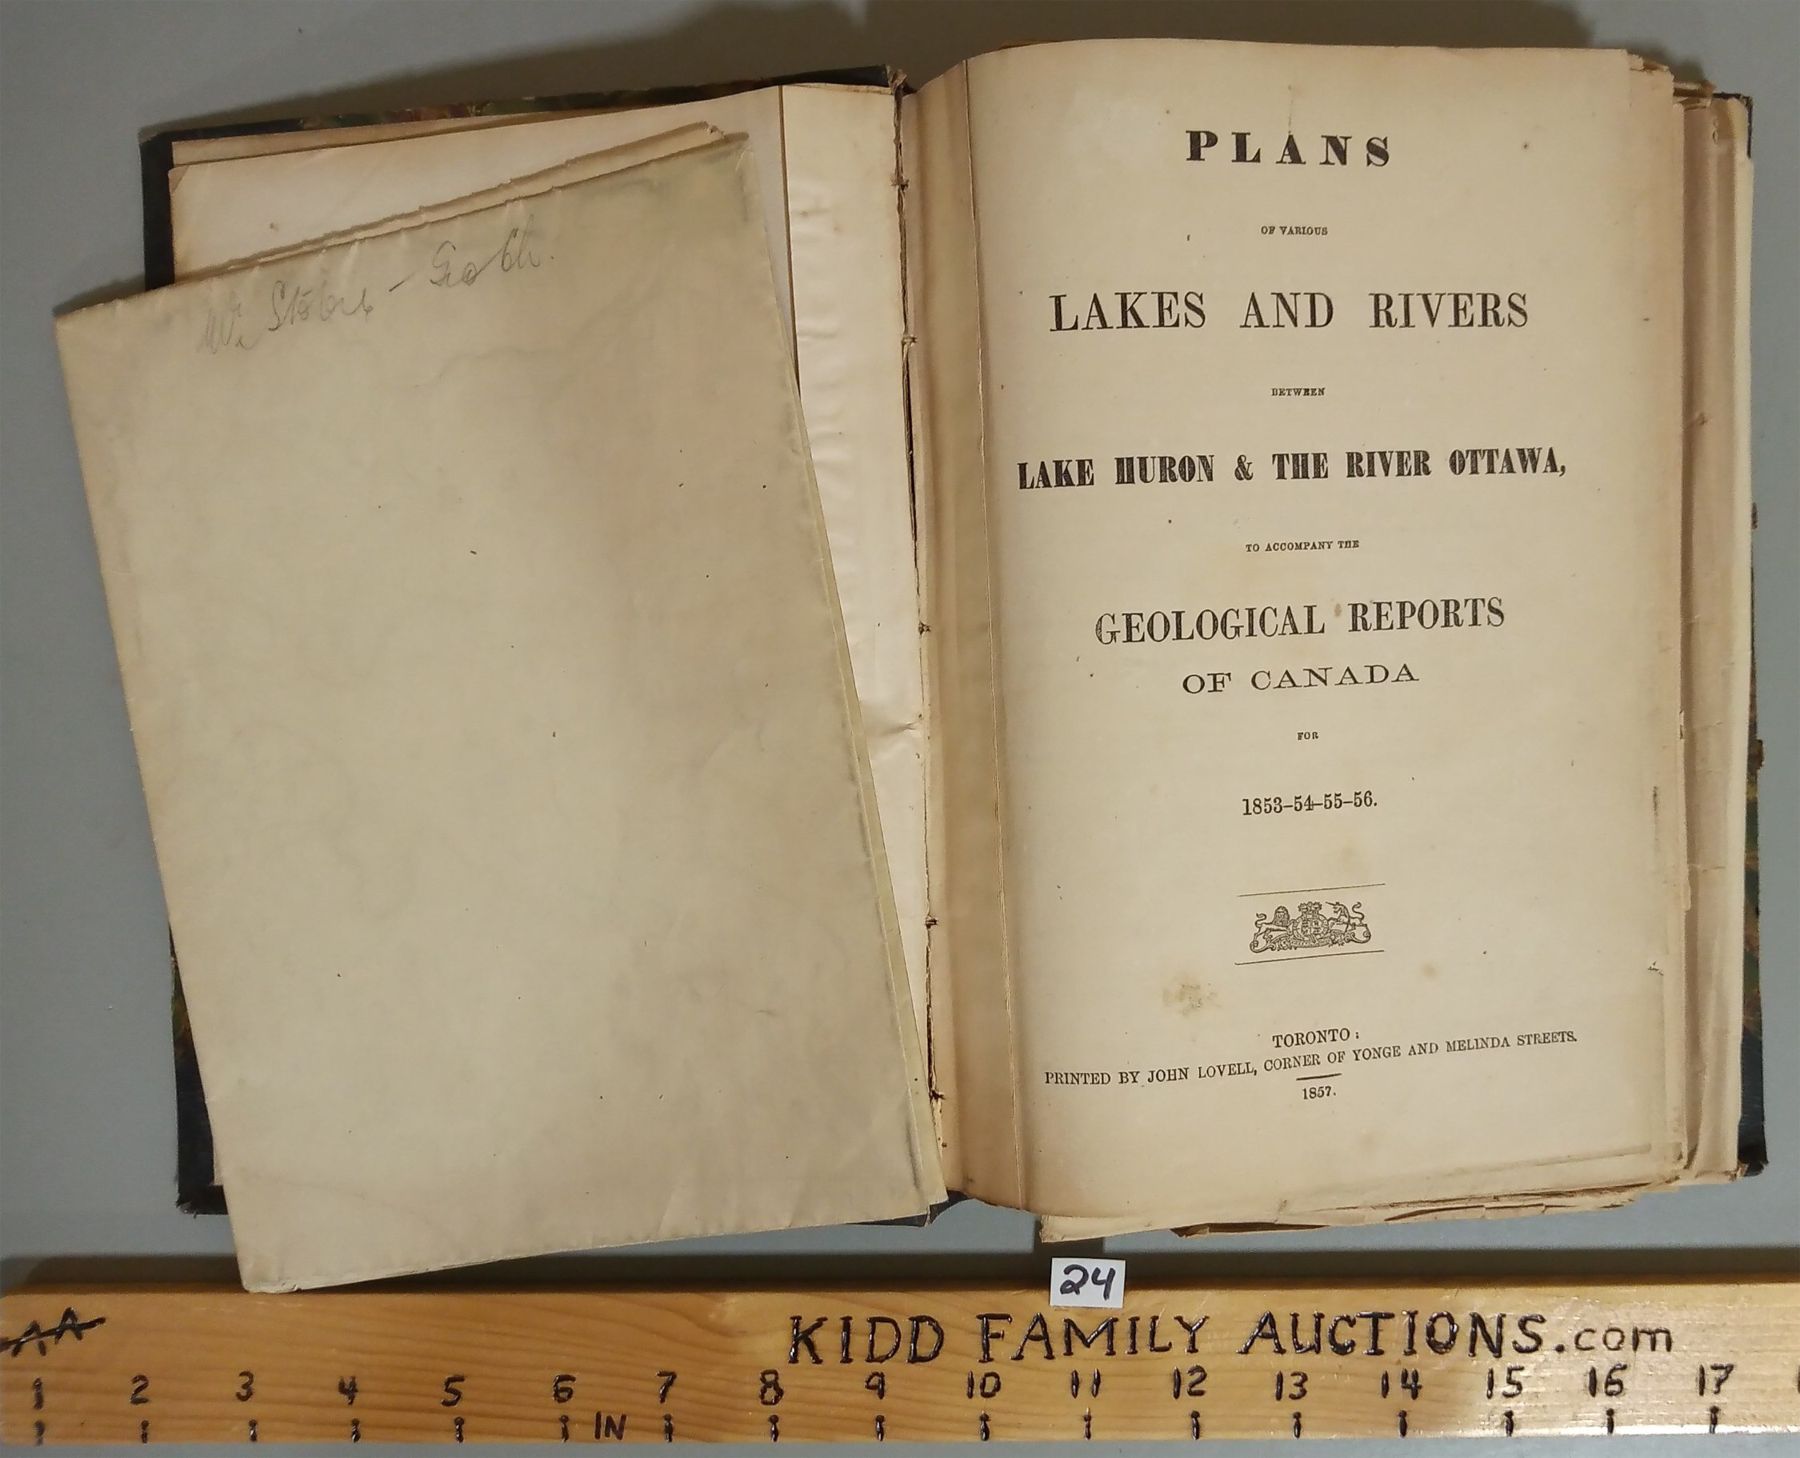 PLANS
OF VARIOUS
LAKES AND RIVERS
BETWEEN
LAKE HURON & THE RIVER OTTAWA,
TO ACCOMPANY THE
GEOLOGICAL REPORTS
OF CANADA
FOR
1853-54-55-56.
TORONTO:
PRINTED BY JOHN LOVELL, CORNER OF YONGE AND MELINDA STREETS.
1857.
24
KIDD FAMILY AUCTIONS.com
1 2 3 4 5 6 7 8 9 10 11 12 13 14 15 16 17
IN